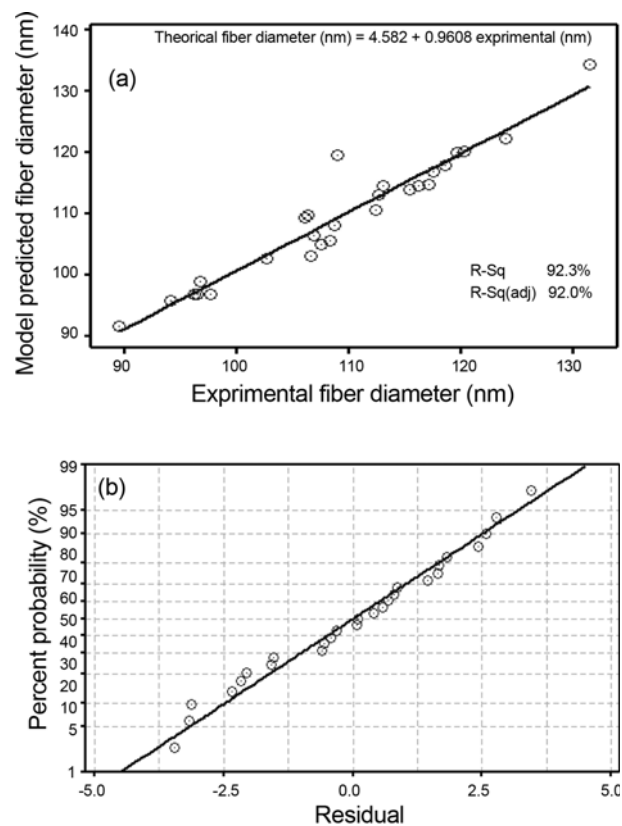 Theorical fiber diameter (nm) = 4.582 + 0.9608 exprimental (nm)
(a)
Model predicted fiber diameter (nm)
140
130
120
110
100
90
R-Sq 92.3%
R-Sq(adj) 92.0%
90 100 110 120 130
Exprimental fiber diameter (nm)
(b)
Percent probability (%)
99
95
90
80
70
60
50
40
30
20
10
5
1
-5.0 -2.5 0.0 2.5 5.0
Residual